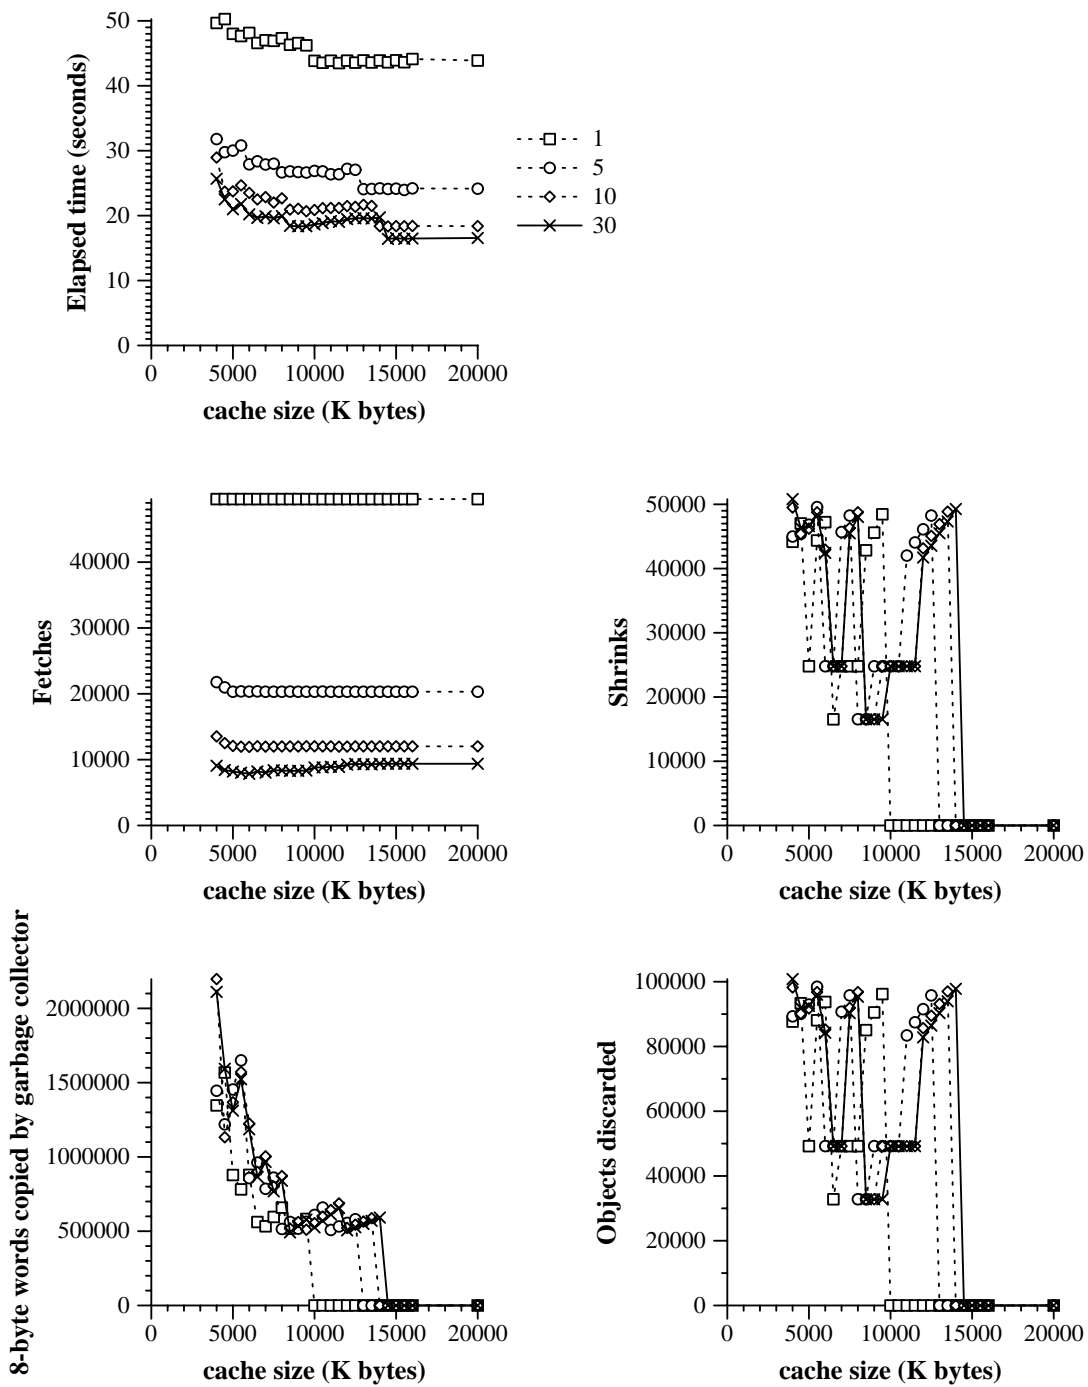 50
40
30
20
10
0
Elapsed time (seconds)
0 5000 10000 15000 20000
cache size (K bytes)
1
5
10
30
40000
30000
20000
10000
0
Fetches
0 5000 10000 15000 20000
cache size (K bytes)
50000
40000
30000
20000
10000
0
Shrinks
0 5000 10000 15000 20000
cache size (K bytes)
2000000
1500000
1000000
500000
0
8-byte words copied by garbage collector
0 5000 10000 15000 20000
cache size (K bytes)
100000
80000
60000
40000
20000
0
Objects discarded
0 5000 10000 15000 20000
cache size (K bytes)